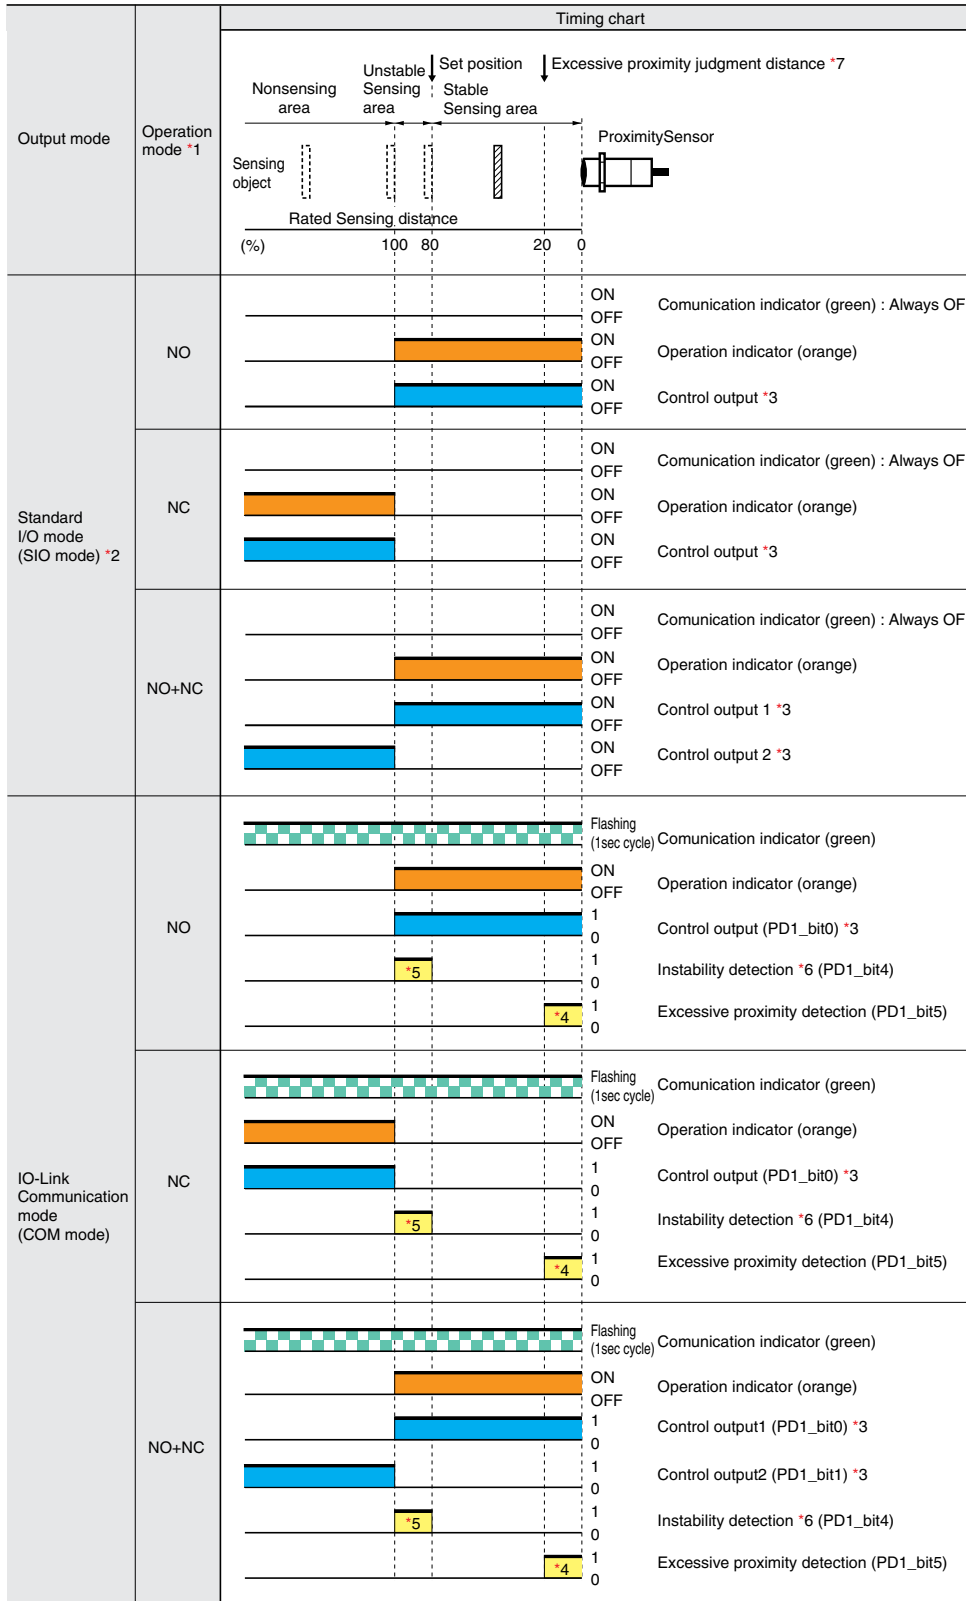 Timing chart
Output mode
Operation
mode *1
Nonsensing
area
Unstable
Sensing
area
Set position
Stable
Sensing area
Excessive proximity judgment distance *7
ProximitySensor
Sensing
object
Rated Sensing distance
(%) 100 80 20 0
Standard
I/O mode
(SIO mode) *2
NO
ON
OFF
Comunication indicator (green) : Always OF
ON
OFF
Operation indicator (orange)
ON
OFF
Control output *3
NC
ON
OFF
Comunication indicator (green) : Always OF
ON
OFF
Operation indicator (orange)
ON
OFF
Control output *3
NO+NC
ON
OFF
Comunication indicator (green) : Always OF
ON
OFF
Operation indicator (orange)
ON
OFF
Control output 1 *3
ON
OFF
Control output 2 *3
IO-Link
Communication
mode
(COM mode)
NO
Flashing
(1sec cycle)
Comunication indicator (green)
ON
OFF
Operation indicator (orange)
1
0
Control output (PD1_bit0) *3
*5
1
0
Instability detection *6 (PD1_bit4)
*4
1
0
Excessive proximity detection (PD1_bit5)
NC
Flashing
(1sec cycle)
Comunication indicator (green)
ON
OFF
Operation indicator (orange)
1
0
Control output (PD1_bit0) *3
*5
1
0
Instability detection *6 (PD1_bit4)
*4
1
0
Excessive proximity detection (PD1_bit5)
NO+NC
Flashing
(1sec cycle)
Comunication indicator (green)
ON
OFF
Operation indicator (orange)
1
0
Control output1 (PD1_bit0) *3
1
0
Control output2 (PD1_bit1) *3
*5
1
0
Instability detection *6 (PD1_bit4)
*4
1
0
Excessive proximity detection (PD1_bit5)